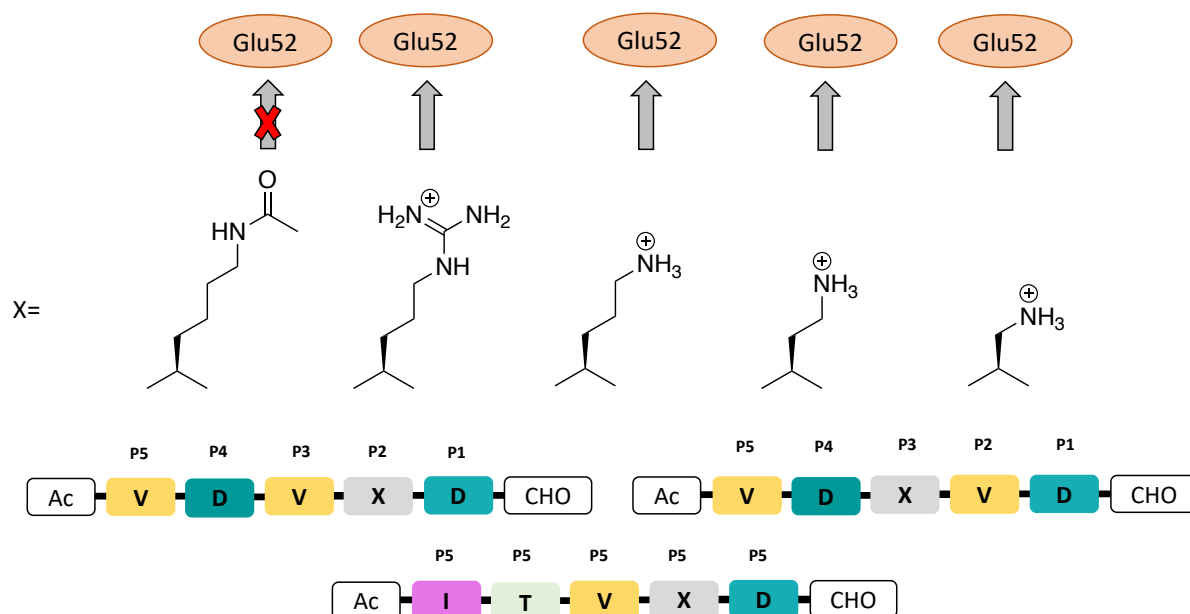 Glu52 Glu52 Glu52 Glu52 Glu52
X
O
HN
H2N + NH2
NH
+ NH3
+ NH3
+ NH3
X=
P5 P4 P3 P2 P1
Ac V D V X D CHO
P5 P4 P3 P2 P1
Ac V D X V D CHO
P5 P5 P5 P5 P5
Ac I T V X D CHO